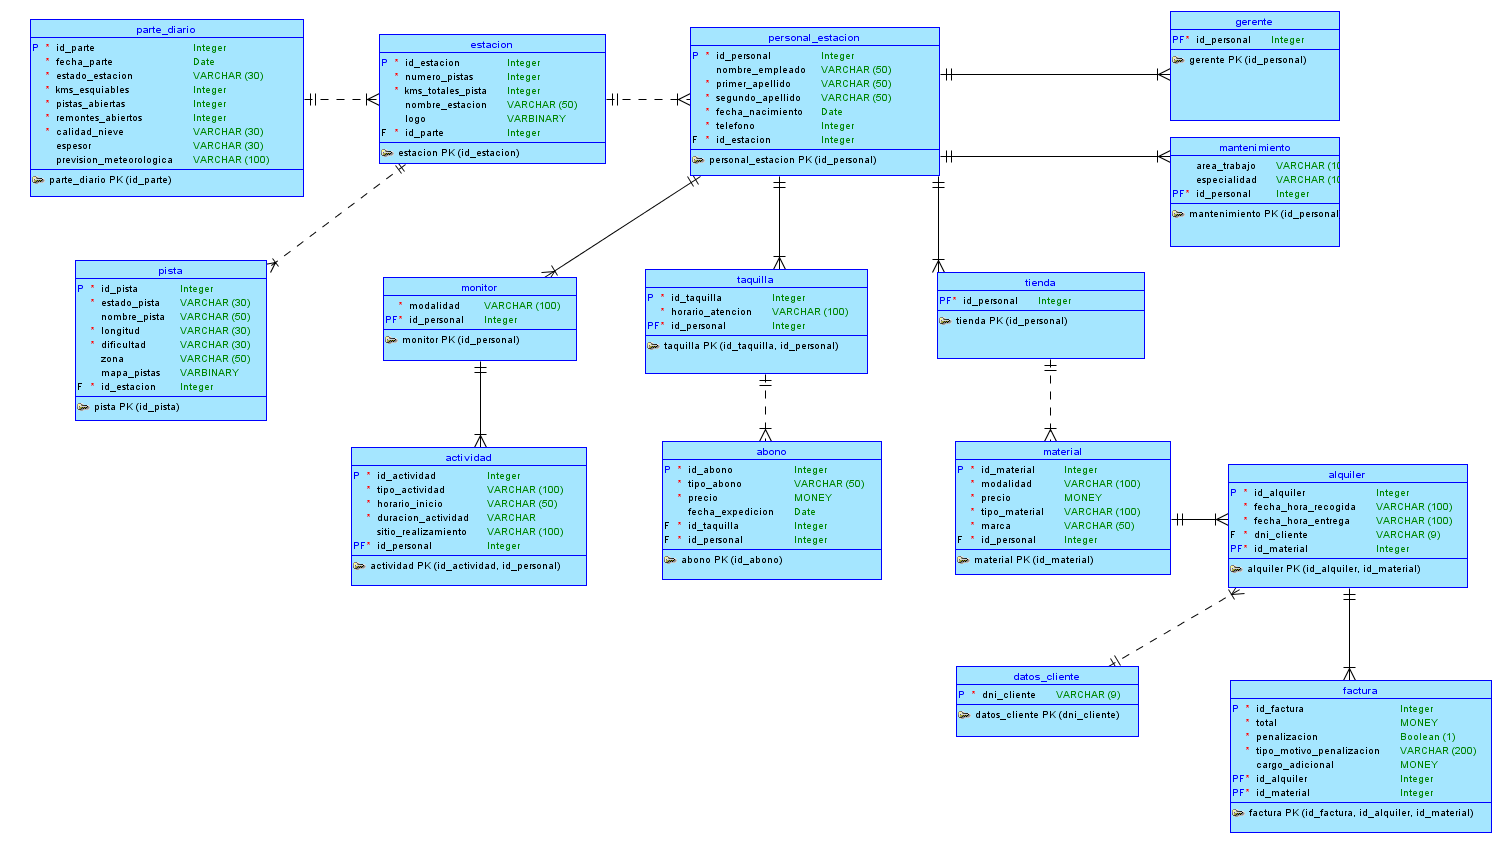 parte_diario
P * id_parte Integer
* fecha_parte Date
* estado_estacion VARCHAR (30)
* kms_esquiables Integer
* pistas_abiertas Integer
* remontes_abiertos Integer
* calidad_nieve VARCHAR (30)
espesor VARCHAR (30)
prevision_meteorologica VARCHAR (100)
parte_diario PK (id_parte)
estacion
P * id_estacion Integer
* numero_pistas Integer
* kms_totales_pista Integer
nombre_estacion VARCHAR (50)
logo VARBINARY
F * id_parte Integer
estacion PK (id_estacion)
personal_estacion
P * id_personal Integer
nombre_empleado VARCHAR (50)
* primer_apellido VARCHAR (50)
* segundo_apellido VARCHAR (50)
* fecha_nacimiento Date
* telefono Integer
F * id_estacion Integer
personal_estacion PK (id_personal)
gerente
PF* id_personal Integer
gerente PK (id_personal)
mantenimiento
area_trabajo VARCHAR (10
especialidad VARCHAR (10
PF* id_personal Integer
mantenimiento PK (id_personal
pista
P * id_pista Integer
* estado_pista VARCHAR (30)
nombre_pista VARCHAR (50)
* longitud VARCHAR (30)
* dificultad VARCHAR (30)
zona VARCHAR (50)
mapa_pistas VARBINARY
F * id_estacion Integer
pista PK (id_pista)
monitor
* modalidad VARCHAR (100)
PF* id_personal Integer
monitor PK (id_personal)
taquilla
P * id_taquilla Integer
* horario_atencion VARCHAR (100)
PF* id_personal Integer
taquilla PK (id_taquilla, id_personal)
tienda
PF* id_personal Integer
tienda PK (id_personal)
actividad
P * id_actividad Integer
* tipo_actividad VARCHAR (100)
* horario_inicio VARCHAR (50)
* duracion_actividad VARCHAR
sitio_realizamiento VARCHAR (100)
PF* id_personal Integer
actividad PK (id_actividad, id_personal)
abono
P * id_abono Integer
* tipo_abono VARCHAR (50)
* precio MONEY
fecha_expedicion Date
F * id_taquilla Integer
F * id_personal Integer
abono PK (id_abono)
material
P * id_material Integer
* modalidad VARCHAR (100)
* precio MONEY
* tipo_material VARCHAR (100)
* marca VARCHAR (50)
F * id_personal Integer
material PK (id_material)
alquiler
P * id_alquiler Integer
* fecha_hora_recogida VARCHAR (100)
* fecha_hora_entrega VARCHAR (100)
F * dni_cliente VARCHAR (9)
PF* id_material Integer
alquiler PK (id_alquiler, id_material)
datos_cliente
P * dni_cliente VARCHAR (9)
datos_cliente PK (dni_cliente)
factura
P * id_factura Integer
* total MONEY
* penalizacion Boolean (1)
* tipo_motivo_penalizacion VARCHAR (200)
cargo_adicional MONEY
PF* id_alquiler Integer
PF* id_material Integer
factura PK (id_factura, id_alquiler, id_material)